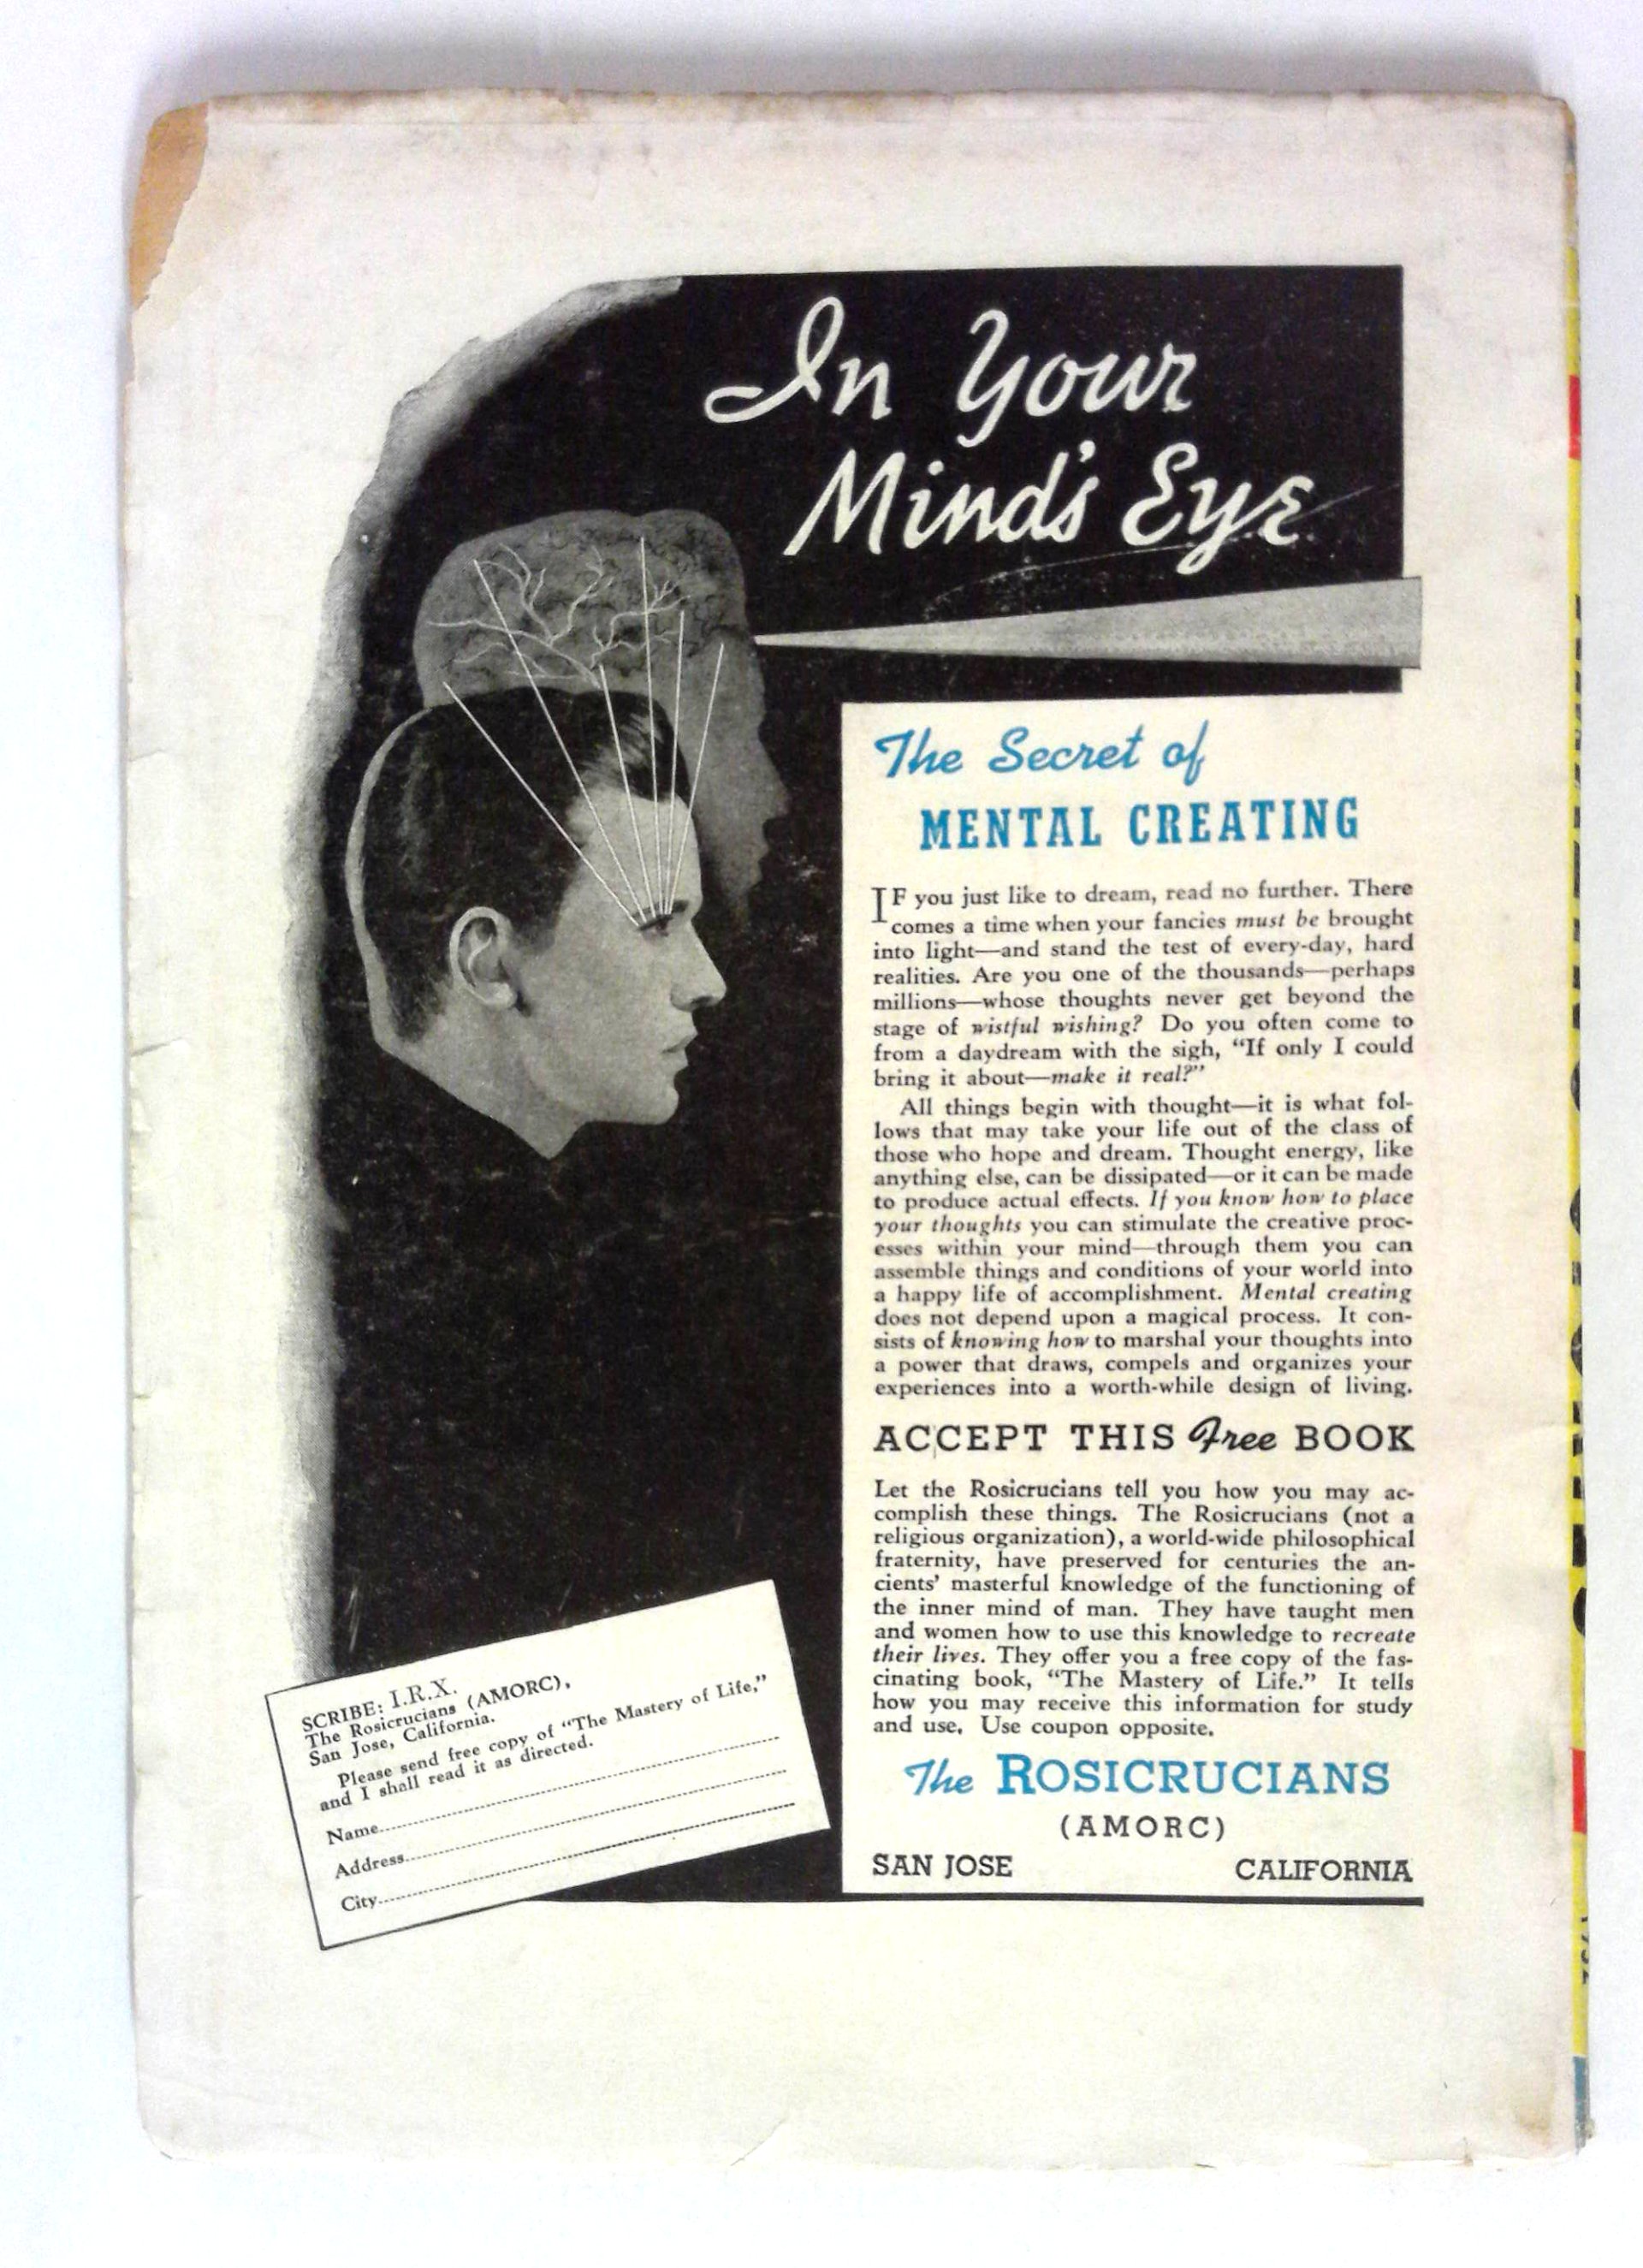 In Your
Mind's Eye
The Secret of
MENTAL CREATING
IF you just like to dream, read no further. There
comes a time when your fancies must be brought
into light—and stand the test of every-day, hard
realities. Are you one of the thousands—perhaps
millions—whose thoughts never get beyond the
stage of wistful wishing? Do you often come to
from a daydream with the sigh, "If only I could
bring it about—make it real?"
All things begin with thought—it is what fol-
lows that may take your life out of the class of
those who hope and dream. Thought energy, like
anything else, can be dissipated—or it can be made
to produce actual effects. If you know how to place
your thoughts you can stimulate the creative proc-
esses within your mind—through them you can
assemble things and conditions of your world into
a happy life of accomplishment. Mental creating
does not depend upon a magical process. It con-
sists of knowing how to marshal your thoughts into
a power that draws, compels and organizes your
experiences into a worth-while design of living.
ACCEPT THIS Free BOOK
Let the Rosicrucians tell you how you may ac-
complish these things. The Rosicrucians (not a
religious organization), a world-wide philosophical
fraternity, have preserved for centuries the an-
cients' masterful knowledge of the functioning of
the inner mind of man. They have taught men
and women how to use this knowledge to recreate
their lives. They offer you a free copy of the fas-
cinating book, "The Mastery of Life." It tells
how you may receive this information for study
and use. Use coupon opposite.
The ROSICRUCIANS
(AMORC)
SAN JOSE CALIFORNIA
SCRIBE: I.R.X.
The Rosicrucians (AMORC),
San Jose, California.
Please send free copy of "The Mastery of Life,"
and I shall read it as directed.
Name
Address
City